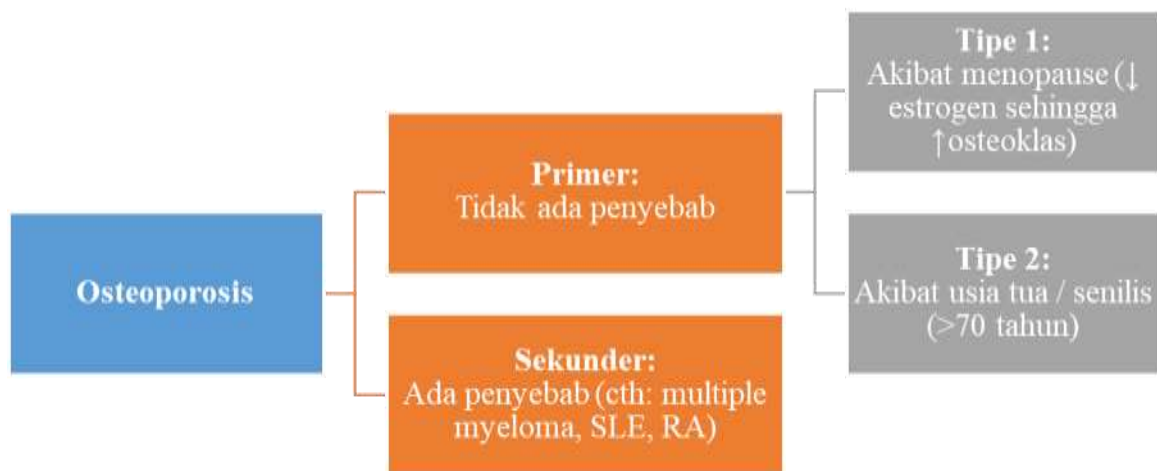 Osteoporosis
Primer:
Tidak ada penyebab
Sekunder:
Ada penyebab (cth: multiple
myeloma, SLE, RA)
Tipe 1:
Akibat menopause (↓
estrogen sehingga
↑osteoklas)
Tipe 2:
Akibat usia tua / senilis
(>70 tahun)